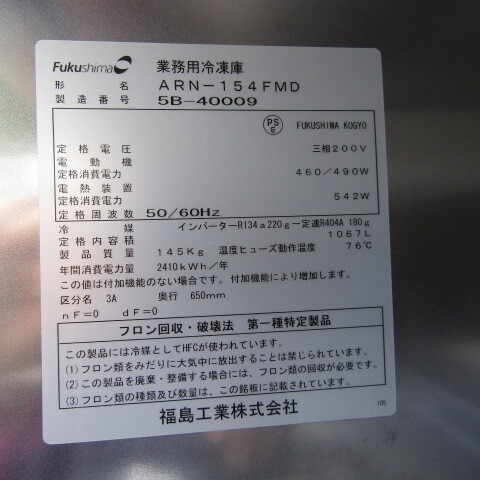 Fukushima 業務用冷凍庫
形名 ARN-154FMD
製造番号 5B-40009
PS E FUKUSHIMA KOGYO
定格電圧 三相200V
電動機
定格消費電力 460/490W
電熱装置
定格消費電力 542W
定格周波数 50/60Hz
冷媒 インバーターR134a220g一定速R404A 180g
定格内容積 1067L
製品質量 145Kg 温度ヒューズ動作温度 76℃
年間消費電力量 2410kWh/年
この値は付加機能のない場合です。付加機能により増加します。
区分名 3A 奥行 650mm
nF=0 dF=0
フロン回収・破壊法 第一種特定製品
この製品には冷媒としてHFCが使われています。
(1)フロン類をみだりに大気中に放出することは禁じられています。
(2)この製品を廃棄・整備する場合には、フロン類の回収が必要です。
(3)フロン類の種類及び数量は、この銘板に記載されています。
福島工業株式会社